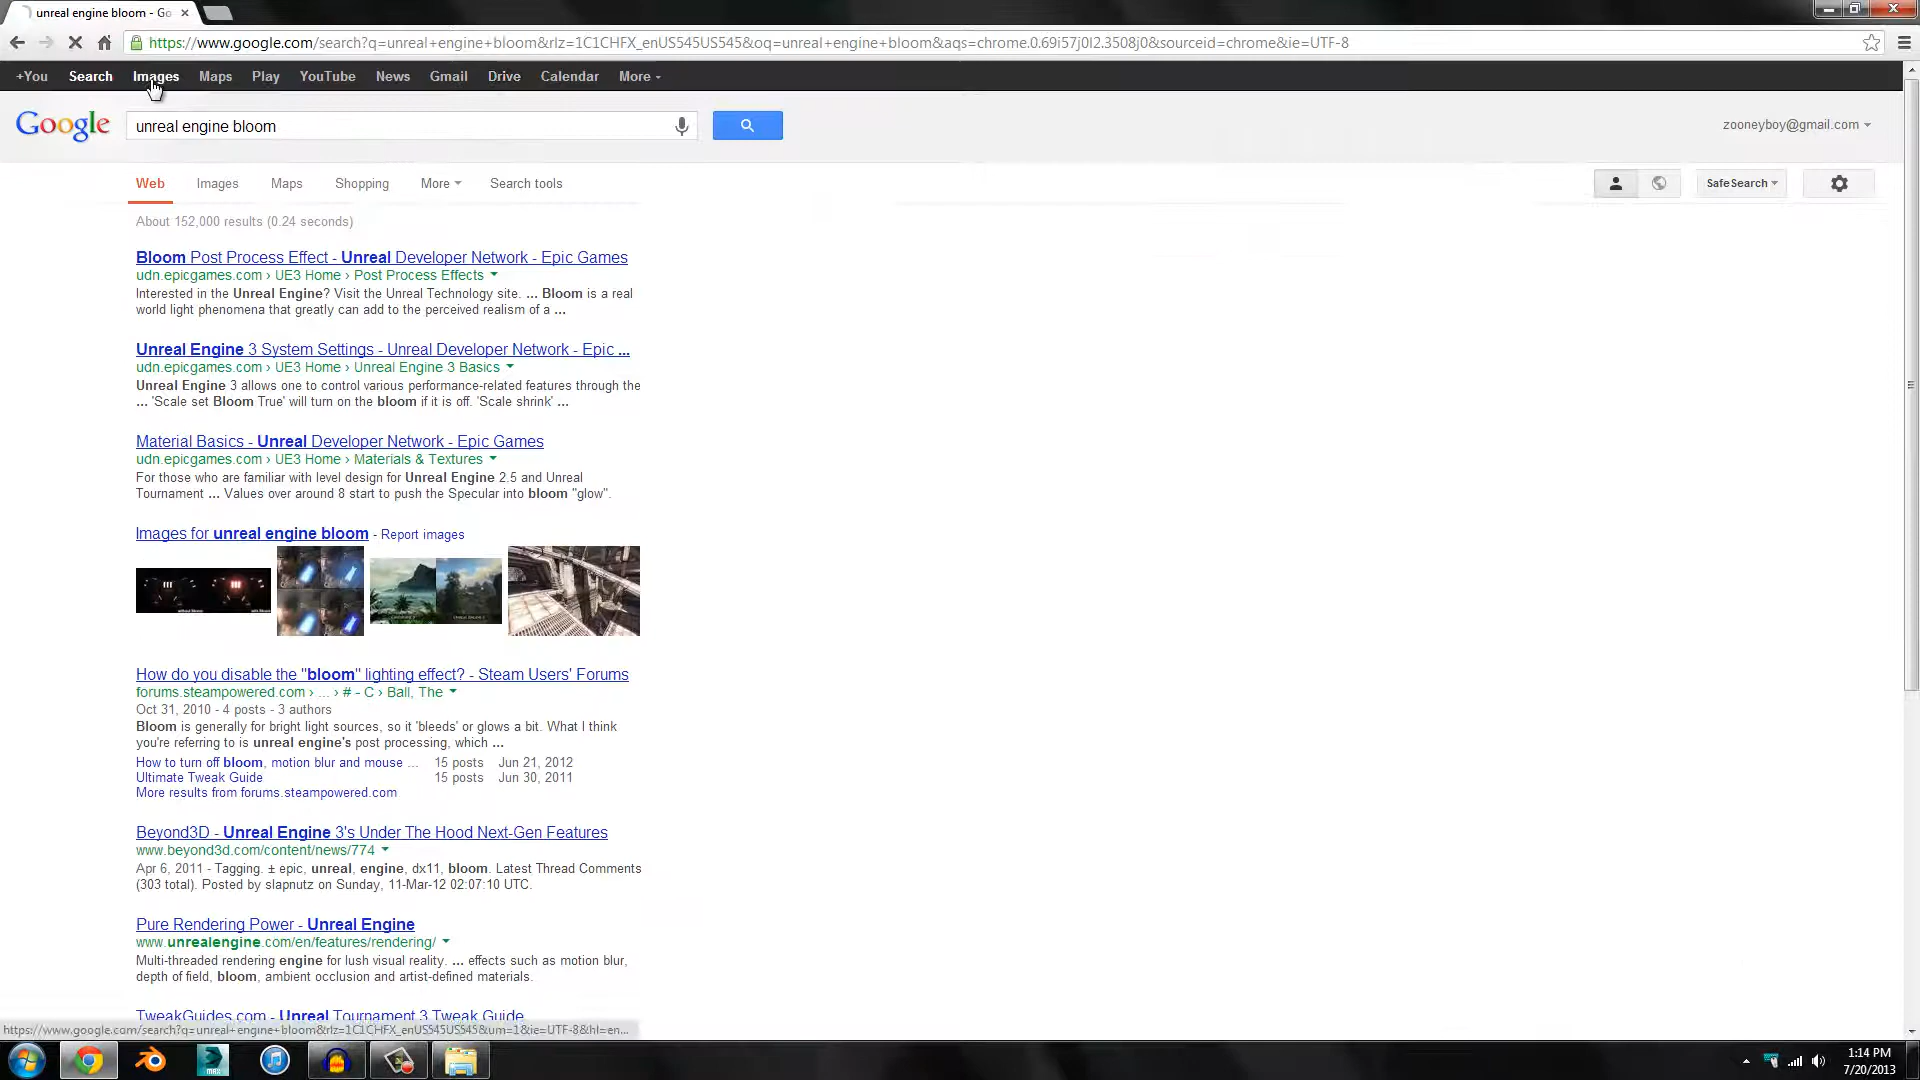 unreal engine bloom - Go
https://www.google.com/search?q=unreal+engine+bloom&rlz=1C1CHFX_enUS545US545&oq=unreal+engine+bloom&aqs=chrome.0.69i57j0l2.3508j0&sourceid=chrome&ie=UTF-8
+You Search Images Maps Play YouTube News Gmail Drive Calendar More
Google unreal engine bloom zooneyboy@gmail.com
Web Images Maps Shopping More Search tools SafeSearch
About 152,000 results (0.24 seconds)
Bloom Post Process Effect - Unreal Developer Network - Epic Games
udn.epicgames.com › UE3 Home › Post Process Effects
Interested in the Unreal Engine? Visit the Unreal Technology site. ... Bloom is a real
world light phenomena that greatly can add to the perceived realism of a ...
Unreal Engine 3 System Settings - Unreal Developer Network - Epic ...
udn.epicgames.com › UE3 Home › Unreal Engine 3 Basics
Unreal Engine 3 allows one to control various performance-related features through the
... 'Scale set Bloom True' will turn on the bloom if it is off. 'Scale shrink' ...
Material Basics - Unreal Developer Network - Epic Games
udn.epicgames.com › UE3 Home › Materials & Textures
For those who are familiar with level design for Unreal Engine 2.5 and Unreal
Tournament ... Values over around 8 start to push the Specular into bloom "glow".
Images for unreal engine bloom - Report images
How do you disable the "bloom" lighting effect? - Steam Users' Forums
forums.steampowered.com › ... › # - C › Ball, The
Oct 31, 2010 - 4 posts - 3 authors
Bloom is generally for bright light sources, so it 'bleeds' or glows a bit. What I think
you're referring to is unreal engine's post processing, which ...
How to turn off bloom, motion blur and mouse ... 15 posts Jun 21, 2012
Ultimate Tweak Guide 15 posts Jun 30, 2011
More results from forums.steampowered.com
Beyond3D - Unreal Engine 3's Under The Hood Next-Gen Features
www.beyond3d.com/content/news/774
Apr 6, 2011 - Tagging. ± epic, unreal, engine, dx11, bloom. Latest Thread Comments
(303 total). Posted by slapnutz on Sunday, 11-Mar-12 02:07:10 UTC.
Pure Rendering Power - Unreal Engine
www.unrealengine.com/en/features/rendering/
Multi-threaded rendering engine for lush visual reality. ... effects such as motion blur,
depth of field, bloom, ambient occlusion and artist-defined materials.
TweakGuides.com - Unreal Tournament 3 Tweak Guide
https://www.google.com/search?q=unreal+engine+bloom&rlz=1C1CHFX_enUS545US545&um=1&ie=UTF-8&hl=en...
MAX
1:14 PM
7/20/2013